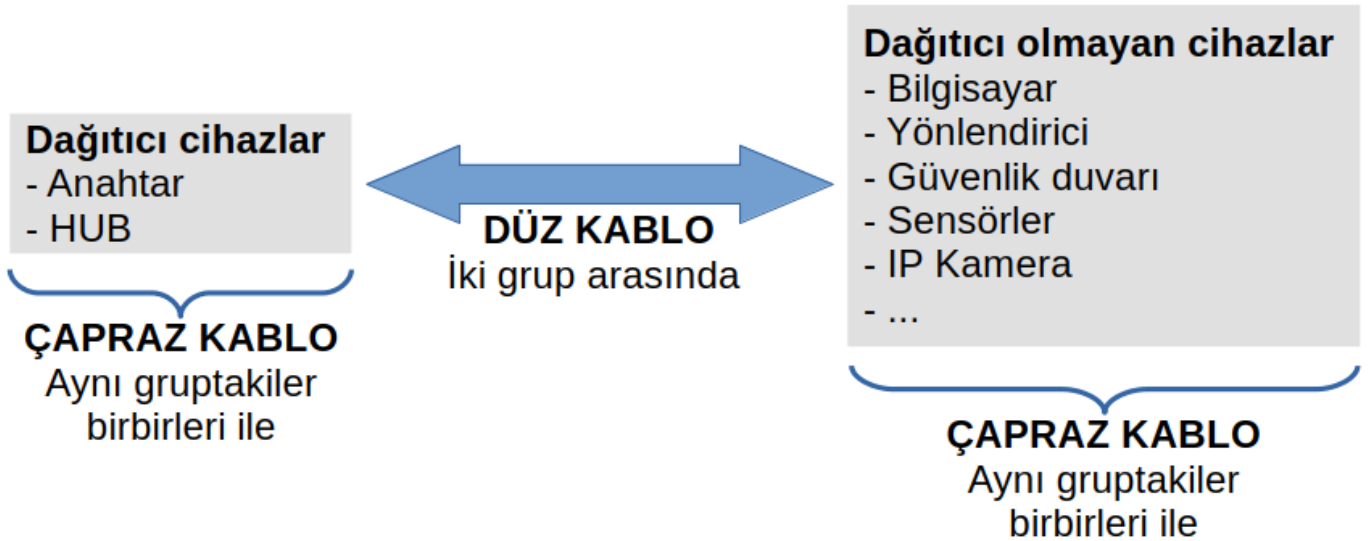 Dağıtıcı cihazlar
- Anahtar
- HUB
ÇAPRAZ KABLO
Aynı gruptakiler
birbirleri ile
DÜZ KABLO
İki grup arasında
Dağıtıcı olmayan cihazlar
- Bilgisayar
- Yönlendirici
- Güvenlik duvarı
- Sensörler
- IP Kamera
- ...
ÇAPRAZ KABLO
Aynı gruptakiler
birbirleri ile